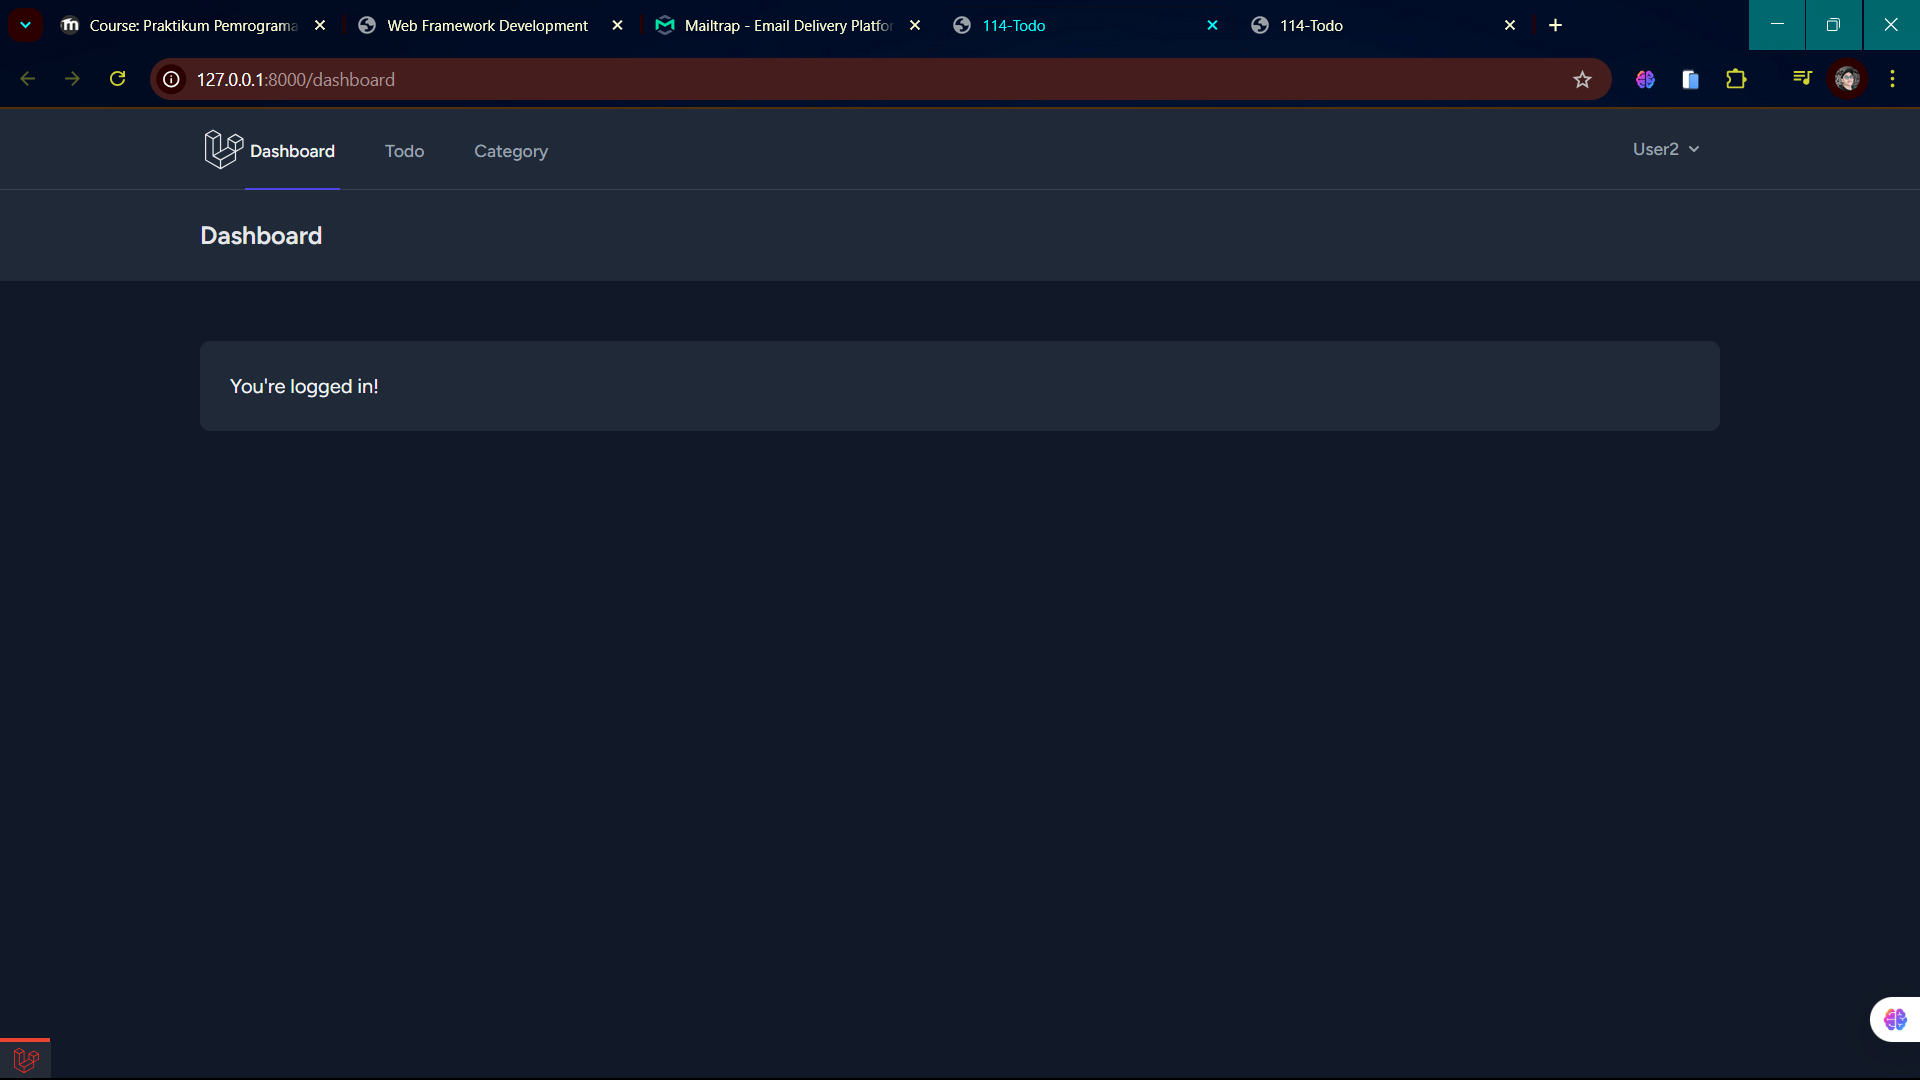 Course: Praktikum Pemrograma
Web Framework Development
Mailtrap - Email Delivery Platfor
114-Todo
114-Todo
127.0.0.1:8000/dashboard
Dashboard
Todo
Category
User2
Dashboard
You're logged in!